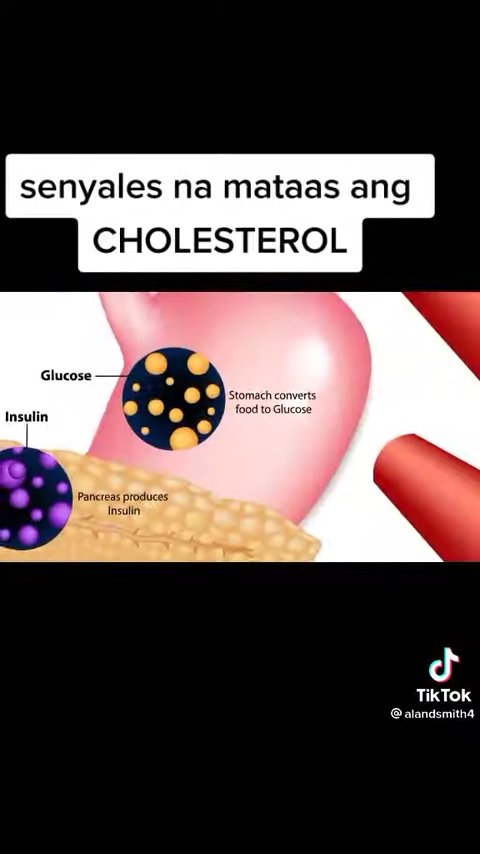 senyales na mataas ang
CHOLESTEROL
Glucose
Stomach converts
food to Glucose
Insulin
Pancreas produces
Insulin
TikTok
@alandsmith4